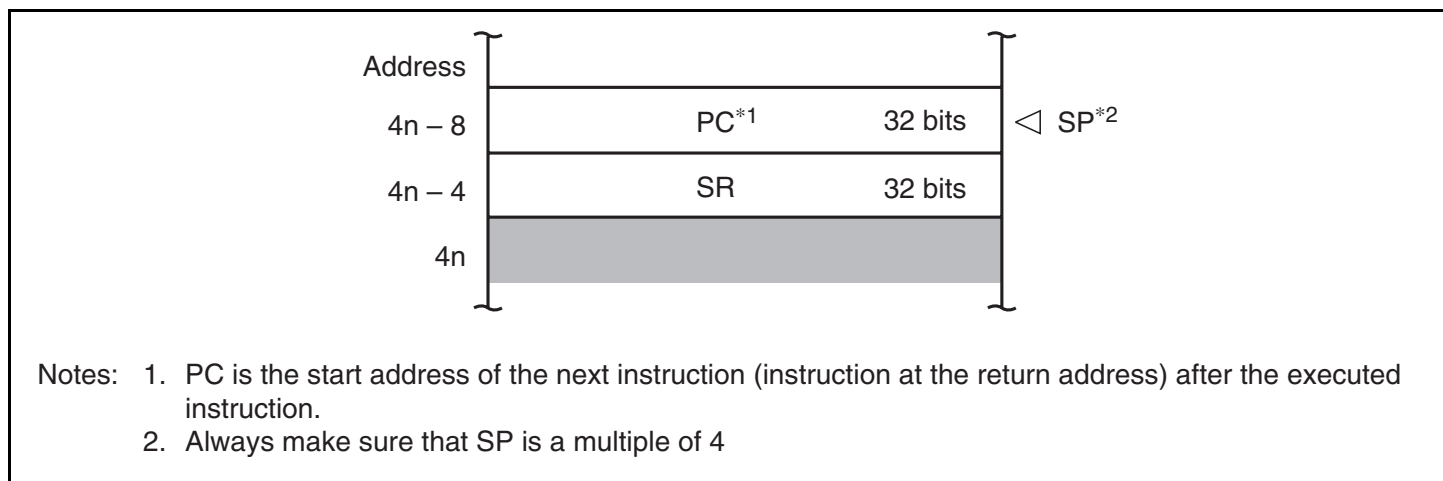 Address
4n – 8 PC*1 32 bits SP*2
4n – 4 SR 32 bits
4n
Notes: 1. PC is the start address of the next instruction (instruction at the return address) after the executed
instruction.
2. Always make sure that SP is a multiple of 4